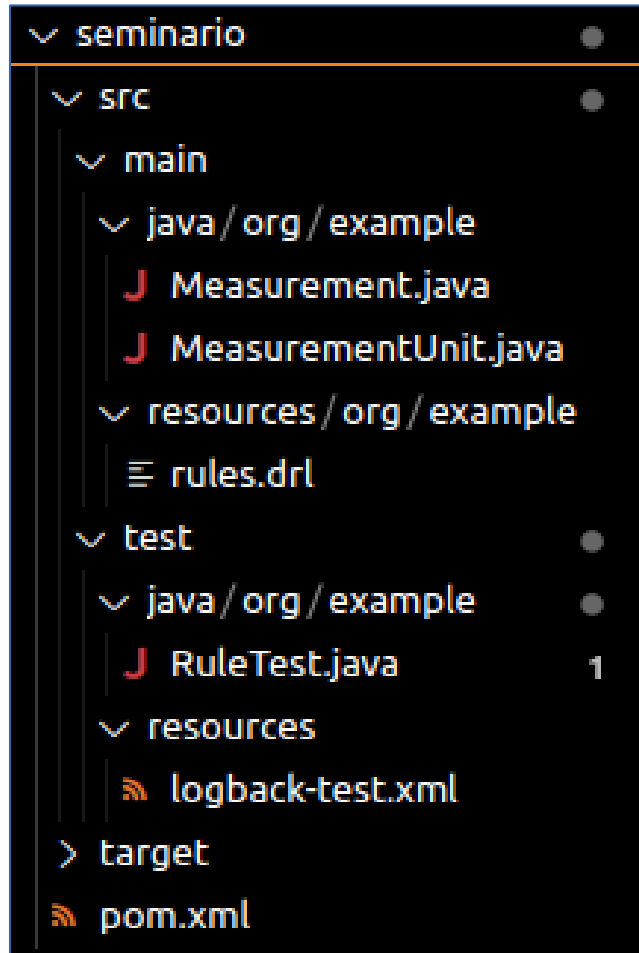 seminario
src
main
java / org / example
Measurement.java
MeasurementUnit.java
resources / org / example
rules.drl
test
java / org / example
RuleTest.java 1
resources
logback-test.xml
target
pom.xml